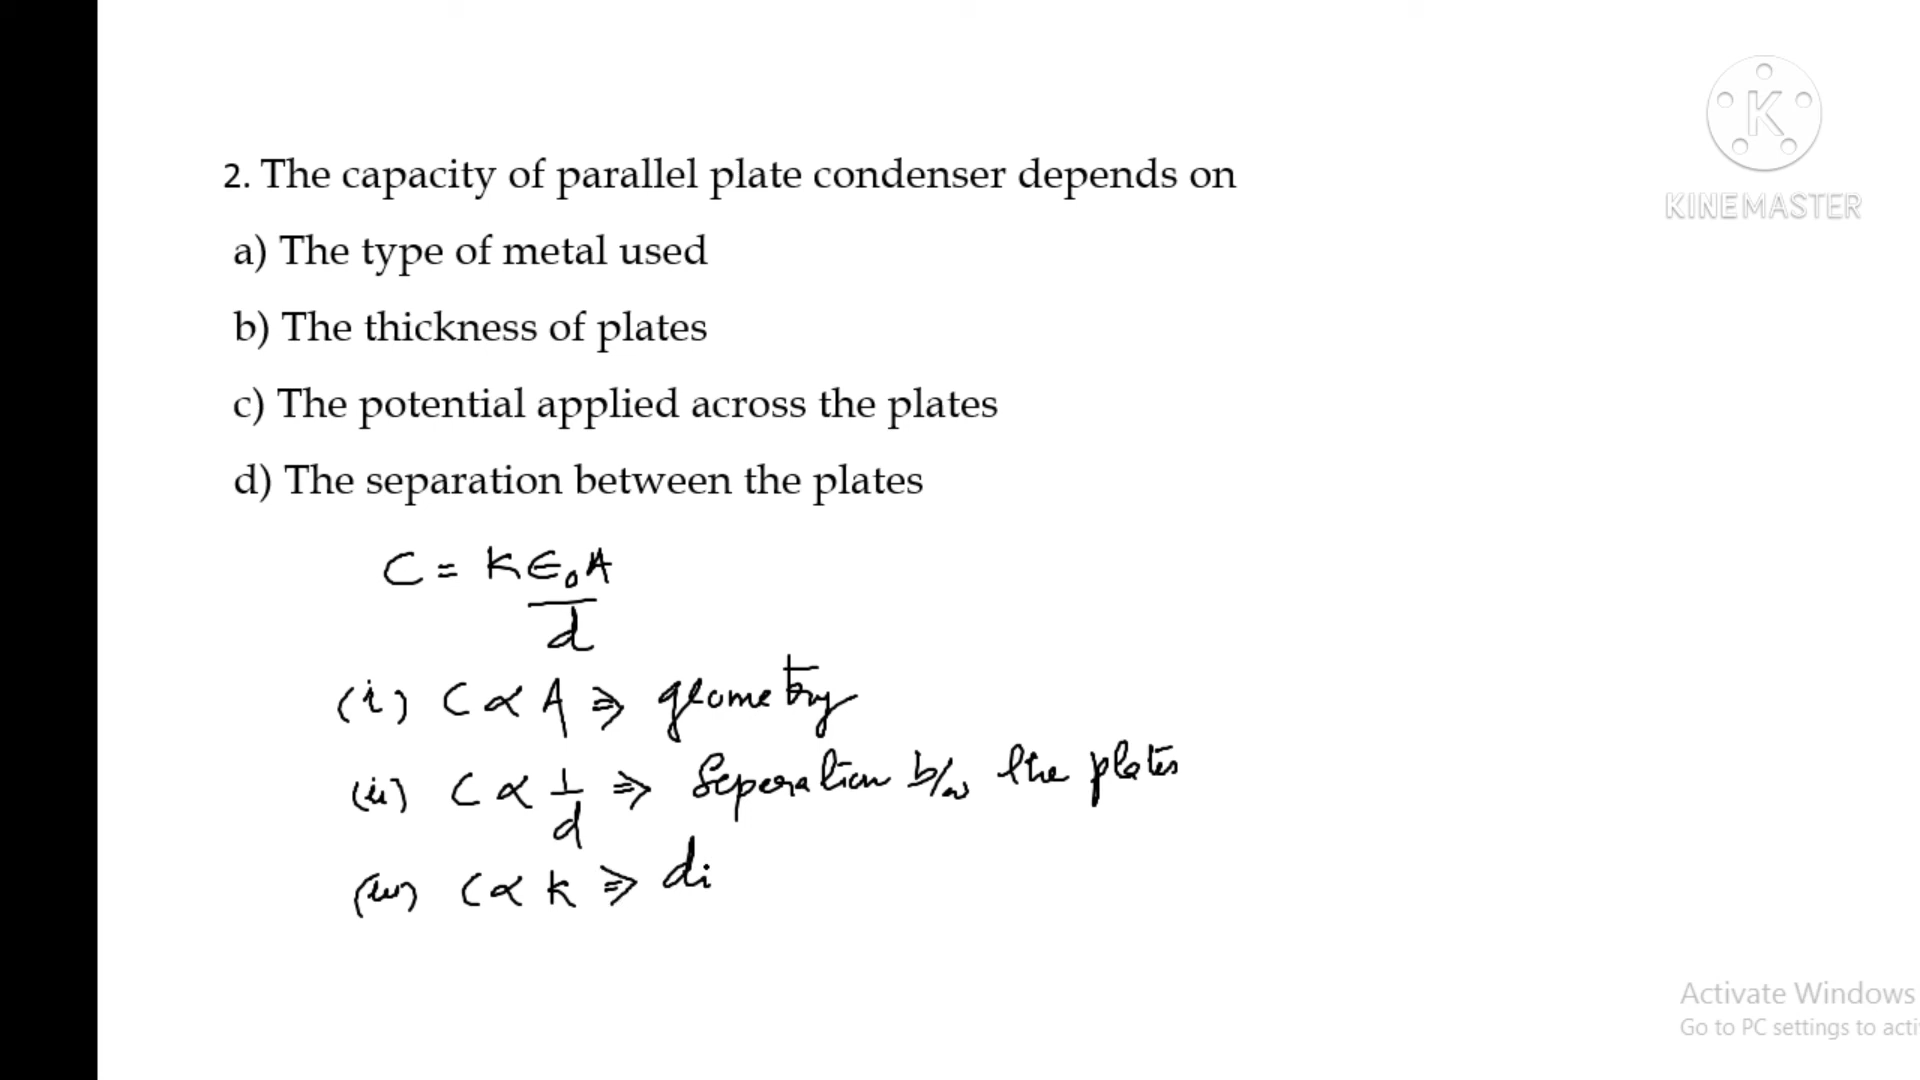 K
KINEMASTER
2. The capacity of parallel plate condenser depends on
a) The type of metal used
b) The thickness of plates
c) The potential applied across the plates
d) The separation between the plates
C = K ∈₀ A
d
(i) C ∝ A ⇒ geometry
(ii) C ∝ 1/d ⇒ Seperation b/w the plates
(iii) C ∝ k ⇒ di
Activate Windows
Go to PC settings to acti